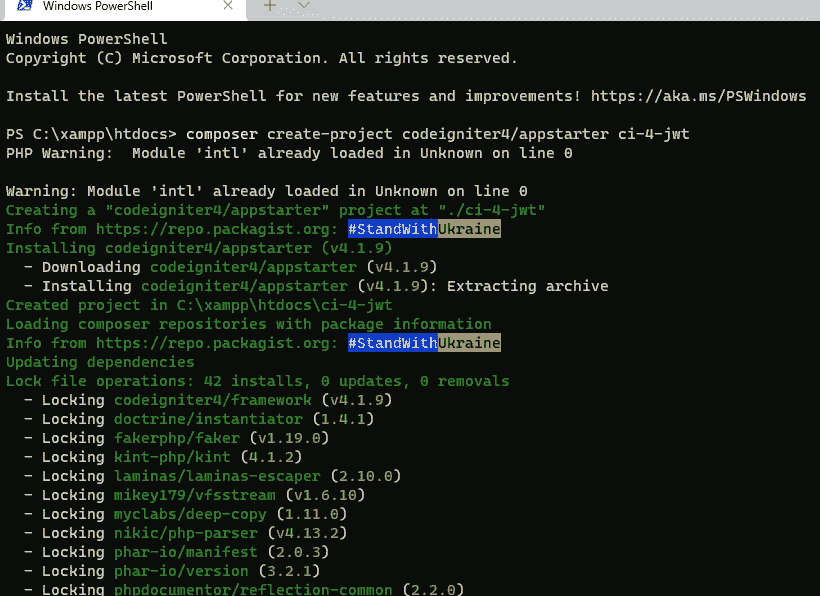 Windows PowerShell
Windows PowerShell
Copyright (C) Microsoft Corporation. All rights reserved.
Install the latest PowerShell for new features and improvements! https://aka.ms/PSWindows
PS C:\xampp\htdocs> composer create-project codeigniter4/appstarter ci-4-jwt
PHP Warning:  Module 'intl' already loaded in Unknown on line 0
Warning: Module 'intl' already loaded in Unknown on line 0
Creating a "codeigniter4/appstarter" project at "./ci-4-jwt"
Info from https://repo.packagist.org: #StandWithUkraine
Installing codeigniter4/appstarter (v4.1.9)
  - Downloading codeigniter4/appstarter (v4.1.9)
  - Installing codeigniter4/appstarter (v4.1.9): Extracting archive
Created project in C:\xampp\htdocs\ci-4-jwt
Loading composer repositories with package information
Info from https://repo.packagist.org: #StandWithUkraine
Updating dependencies
Lock file operations: 42 installs, 0 updates, 0 removals
  - Locking codeigniter4/framework (v4.1.9)
  - Locking doctrine/instantiator (1.4.1)
  - Locking fakerphp/faker (v1.19.0)
  - Locking kint-php/kint (4.1.2)
  - Locking laminas/laminas-escaper (2.10.0)
  - Locking mikey179/vfsstream (v1.6.10)
  - Locking myclabs/deep-copy (1.11.0)
  - Locking nikic/php-parser (v4.13.2)
  - Locking phar-io/manifest (2.0.3)
  - Locking phar-io/version (3.2.1)
  - Locking phpdocumentor/reflection-common (2.2.0)